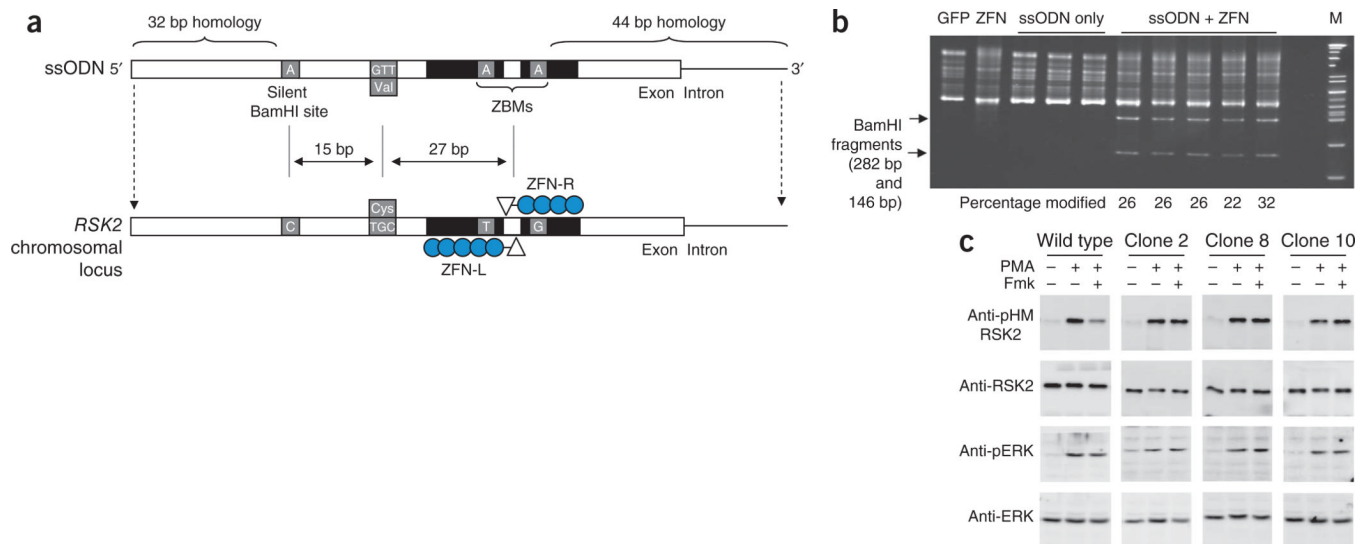 a
32 bp homology
44 bp homology
ssODN 5′
A
GTT
Val
A
A
3′
Silent
BamHI site
ZBMs
Exon Intron
15 bp
27 bp
ZFN-R
RSK2
chromosomal
locus
C
Cys
TGC
T
G
ZFN-L
Exon Intron
b
GFP ZFN ssODN only ssODN + ZFN M
BamHI
fragments
(282 bp
and
146 bp)
Percentage modified 26 26 26 22 32
c
Wild type Clone 2 Clone 8 Clone 10
PMA – + + – + + – + + – + +
Fmk – – + – – + – – + – – +
Anti-pHM
RSK2
Anti-RSK2
Anti-pERK
Anti-ERK